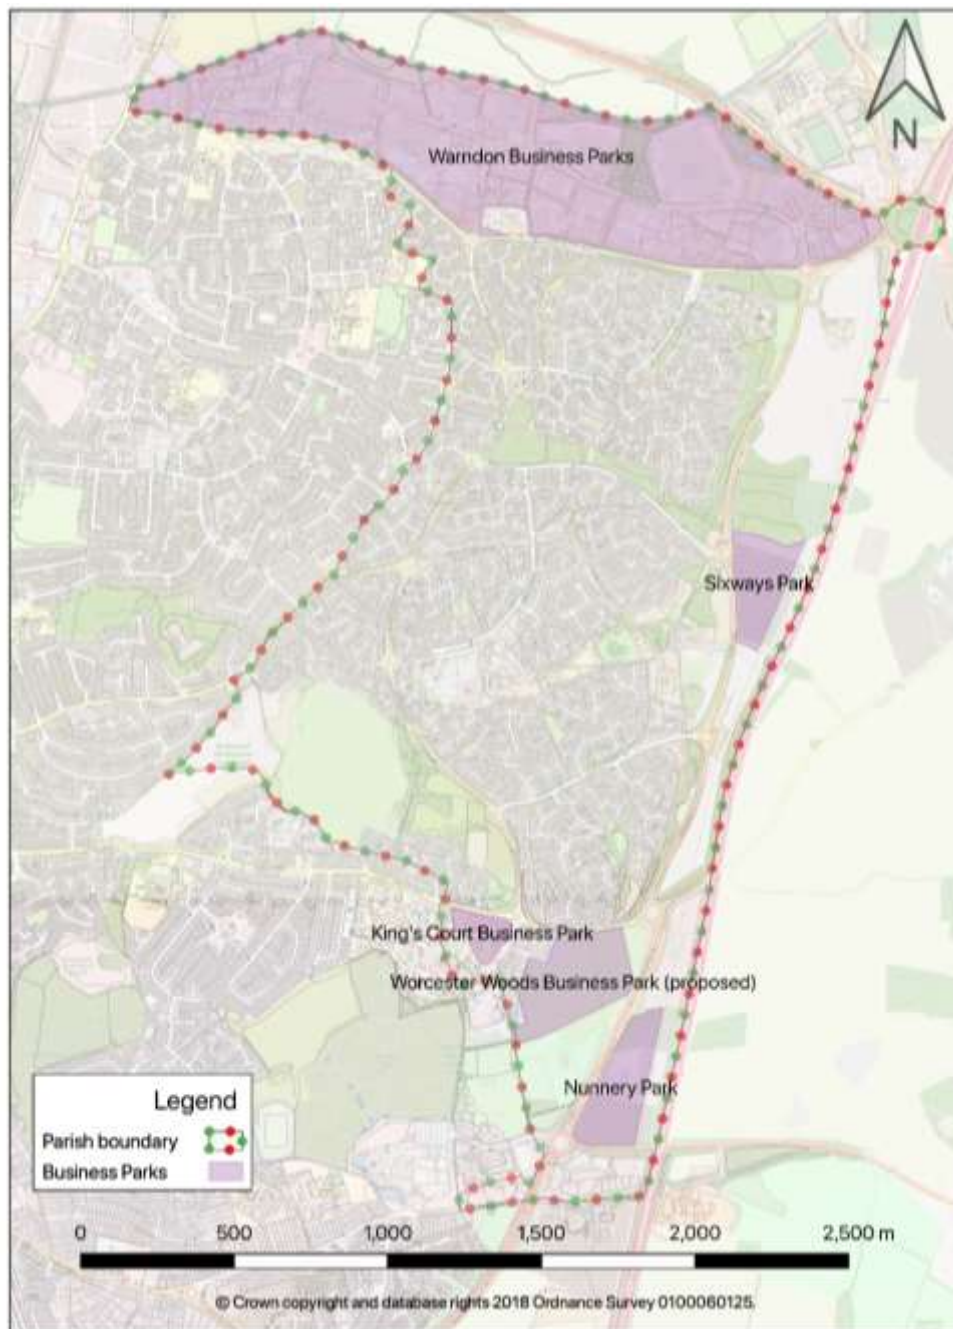 N
Warndon Business Parks
Sixways Park
King's Court Business Park
Worcester Woods Business Park (proposed)
Nunnery Park
Legend
Parish boundary
Business Parks
0 500 1,000 1,500 2,000 2,500 m
© Crown copyright and database rights 2018 Ordnance Survey 0100060125.